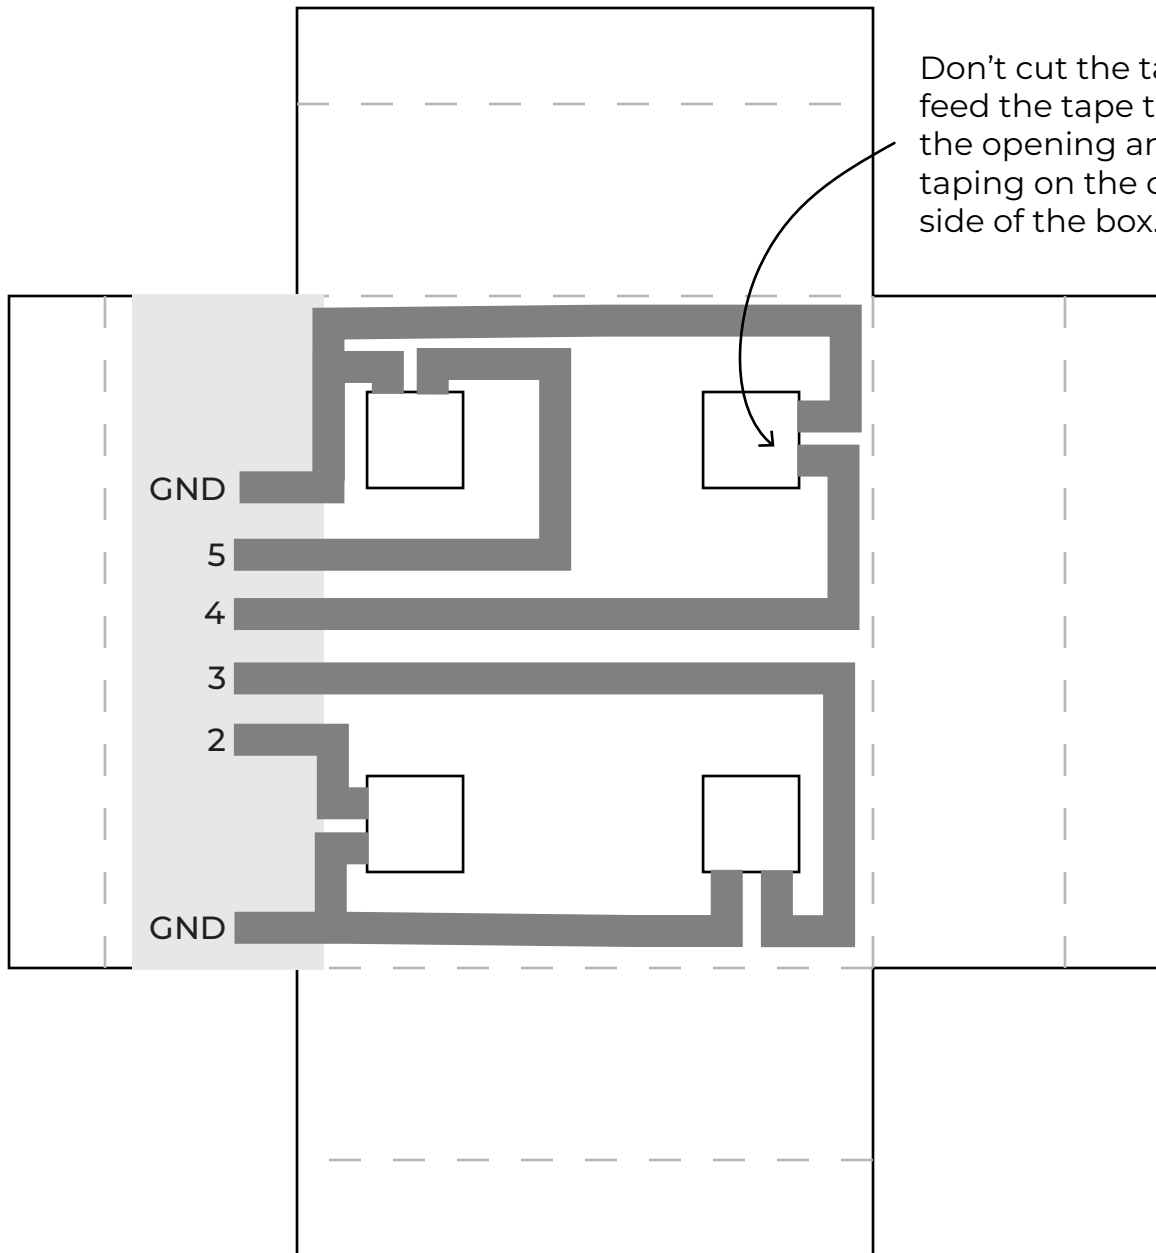 Don’t cut the
feed the tape
the opening
taping on the
side of the box.
GND
5
4
3
2
GND